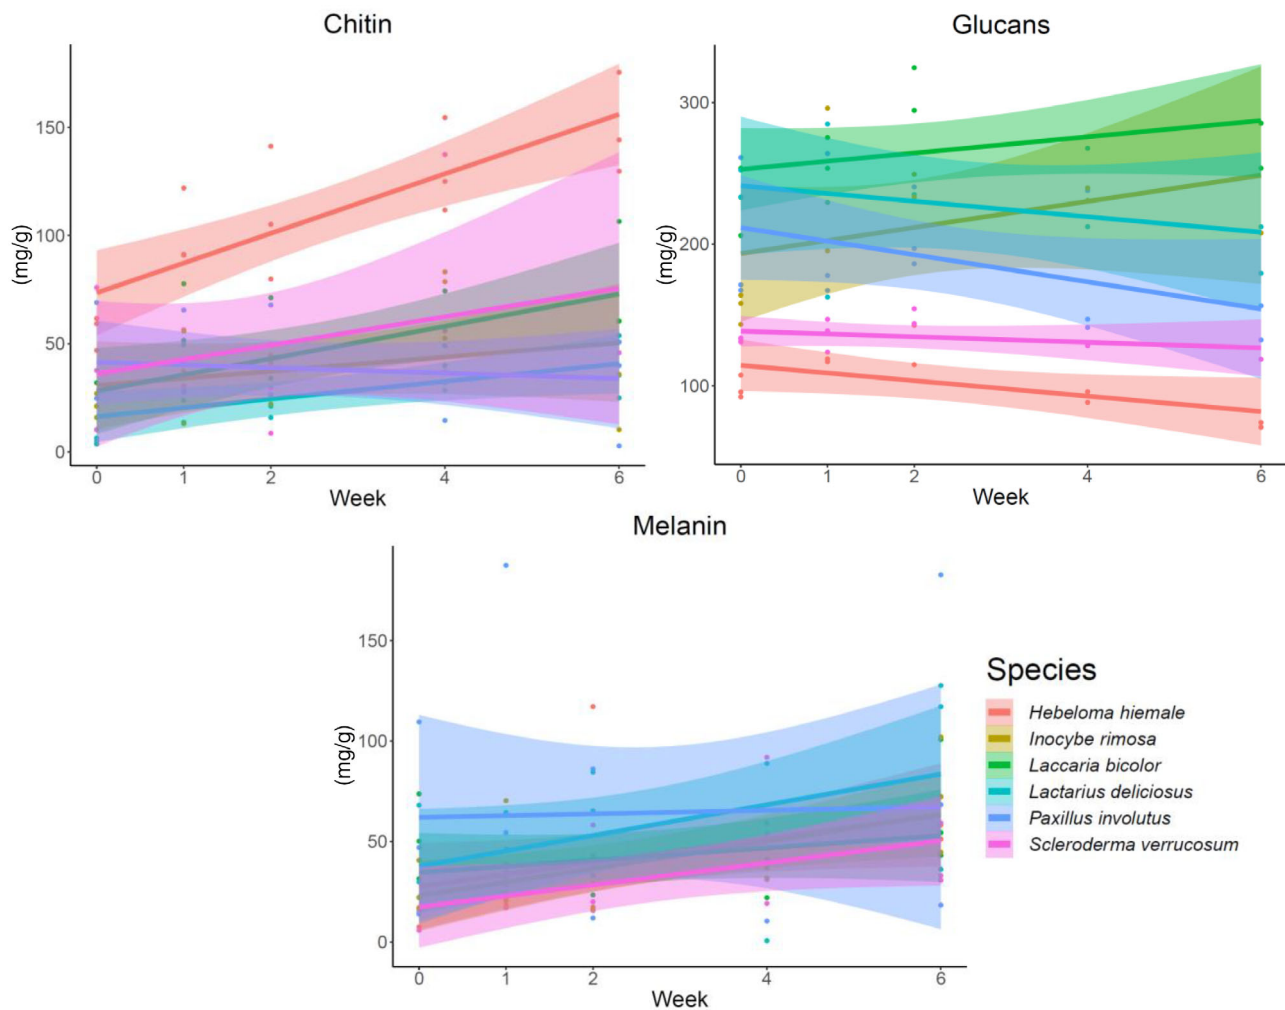 Chitin
(mg/g)
150
100
50
0
0 1 2 4 6
Week
Glucans
(mg/g)
300
200
100
0 1 2 4 6
Week
Melanin
(mg/g)
150
100
50
0
0 1 2 4 6
Week
Species
Hebeloma hiemale
Inocybe rimosa
Laccaria bicolor
Lactarius deliciosus
Paxillus involutus
Scleroderma verrucosum